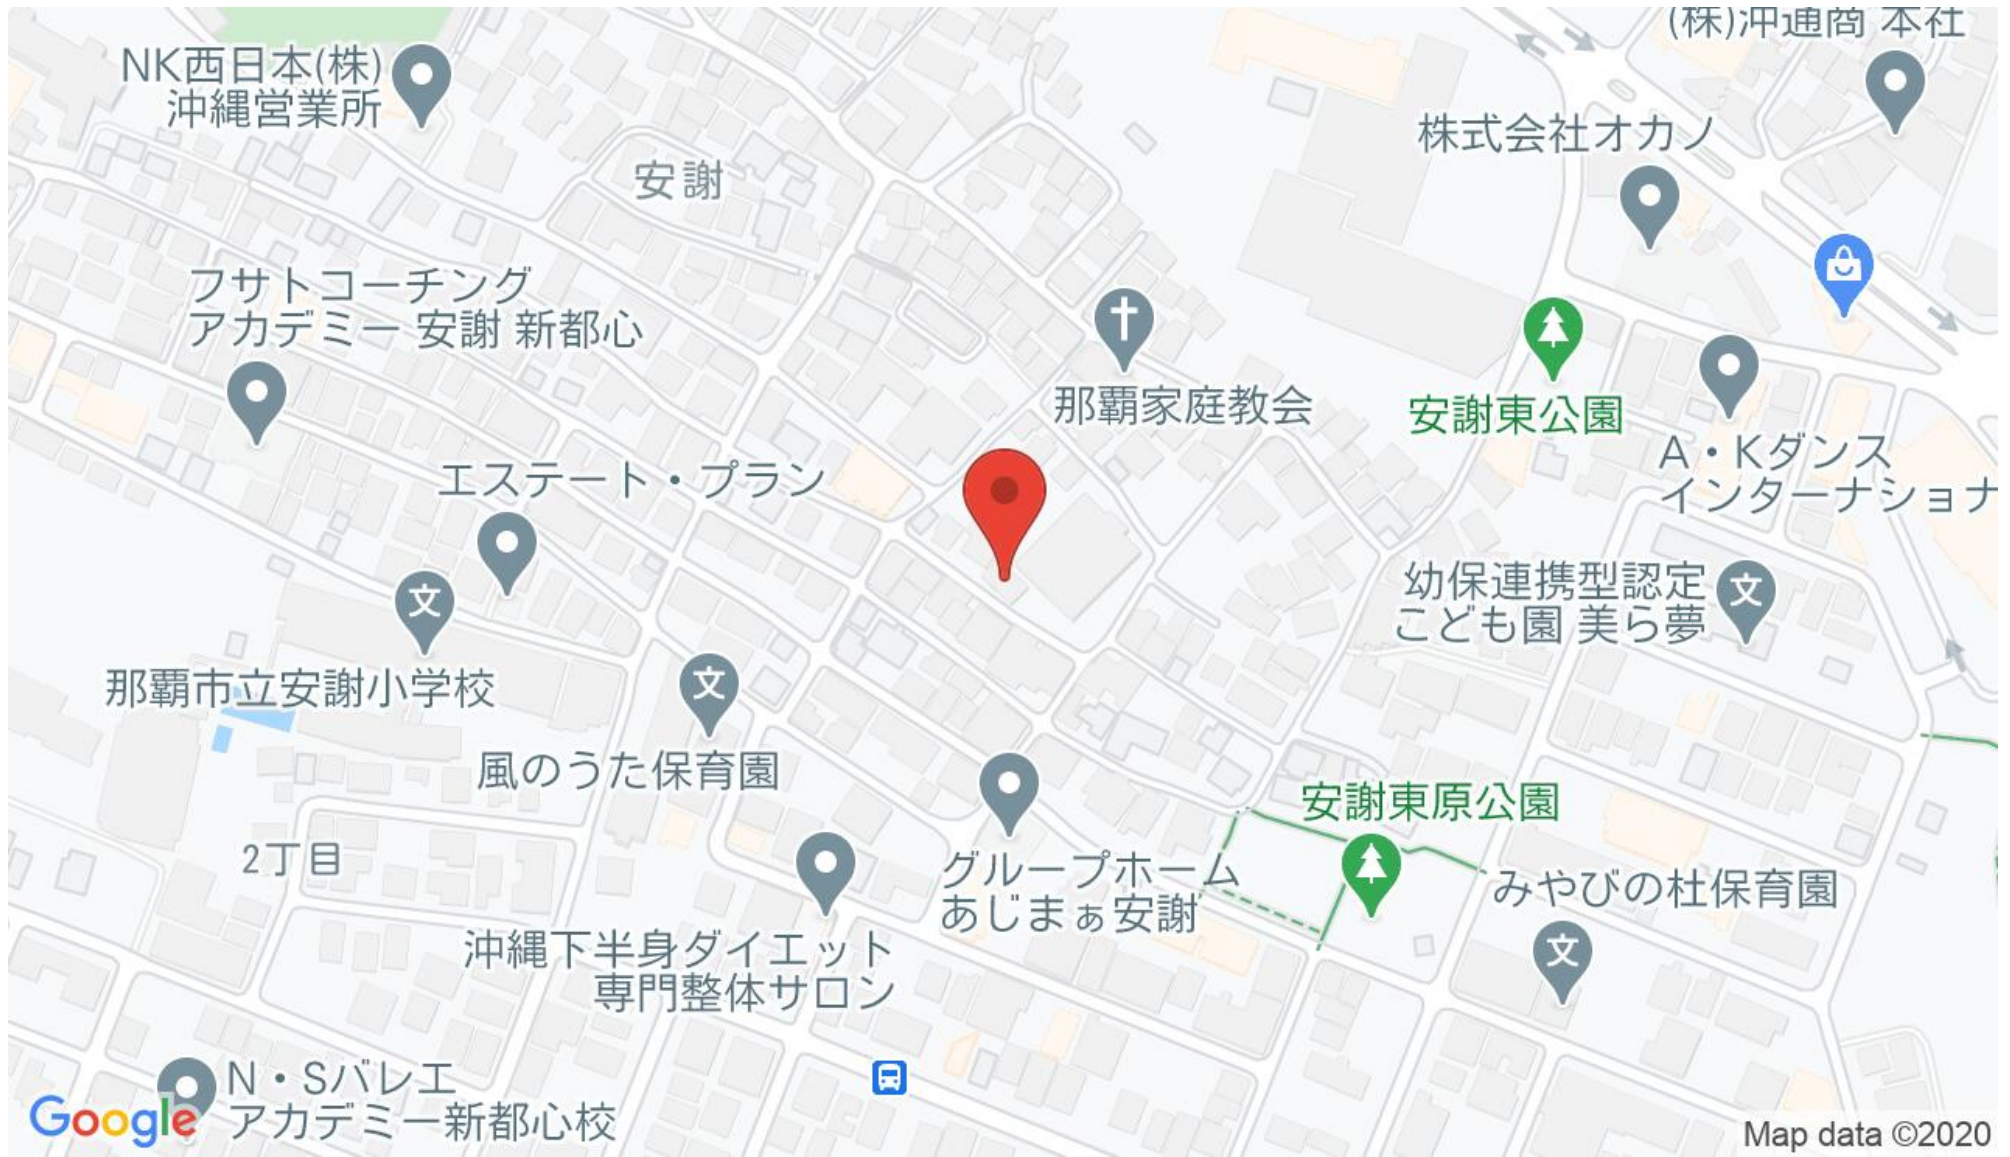 (株)沖通商 本社
NK西日本(株)
沖縄営業所
株式会社オカノ
安謝
フサトコーチング
アカデミー 安謝 新都心
那覇家庭教会
安謝東公園
A・Kダンス
インターナショナ
エステート・プラン
文
幼保連携型認定
こども園 美ら夢
文
那覇市立安謝小学校
文
風のうた保育園
安謝東原公園
2丁目
グループホーム
あじまぁ安謝
みやびの杜保育園
文
沖縄下半身ダイエット
専門整体サロン
N・Sバレエ
アカデミー新都心校
Google
Map data ©2020